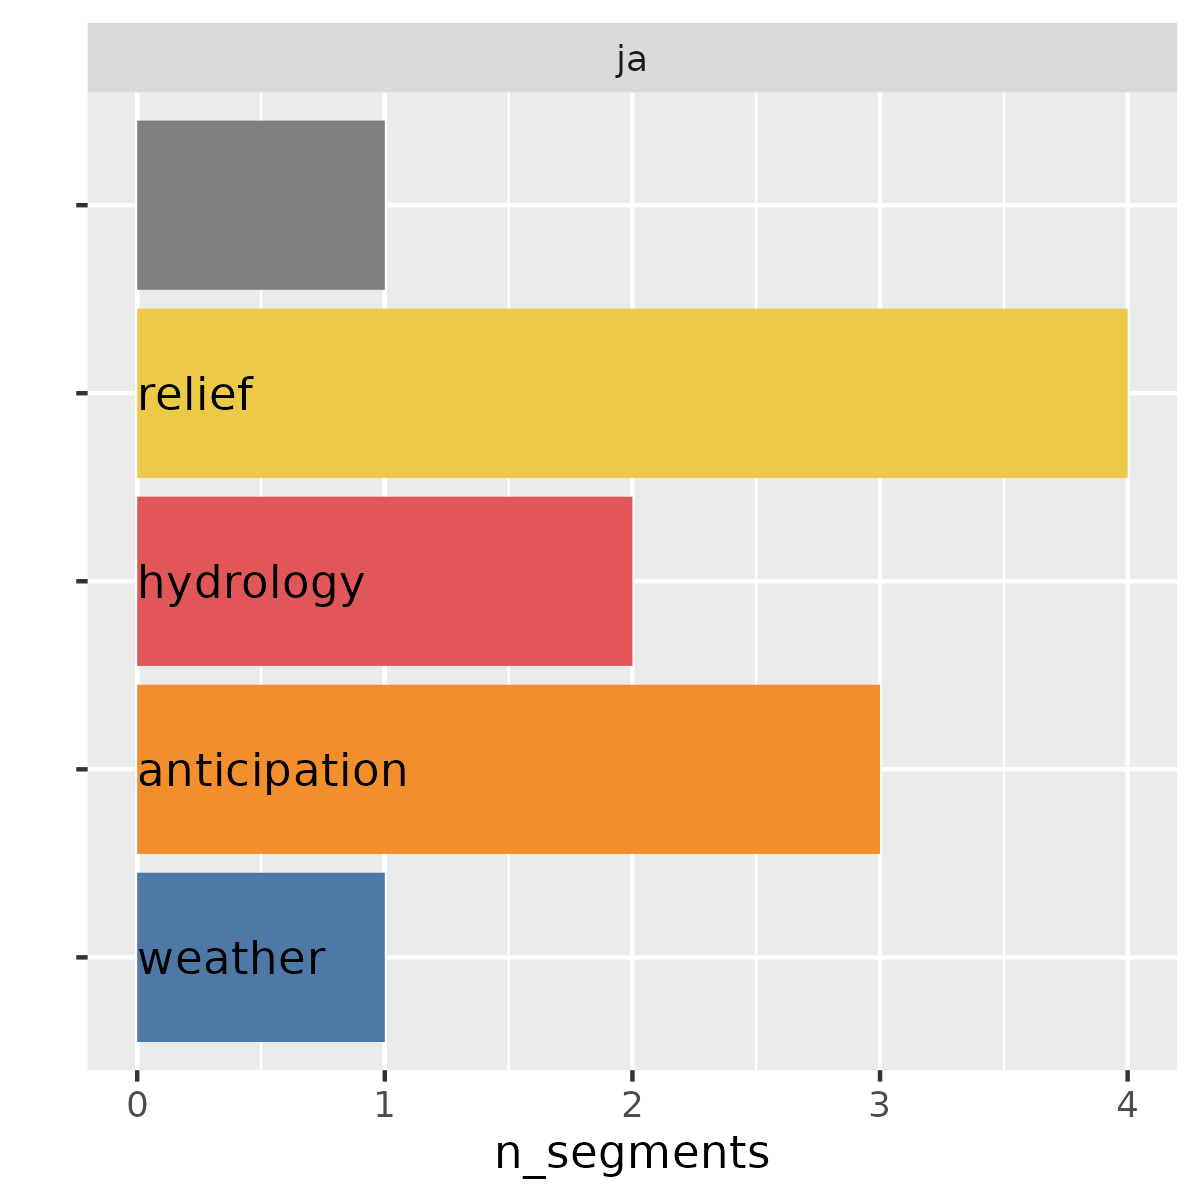 ja
relief
hydrology
anticipation
weather
0 1 2 3 4
n_segments